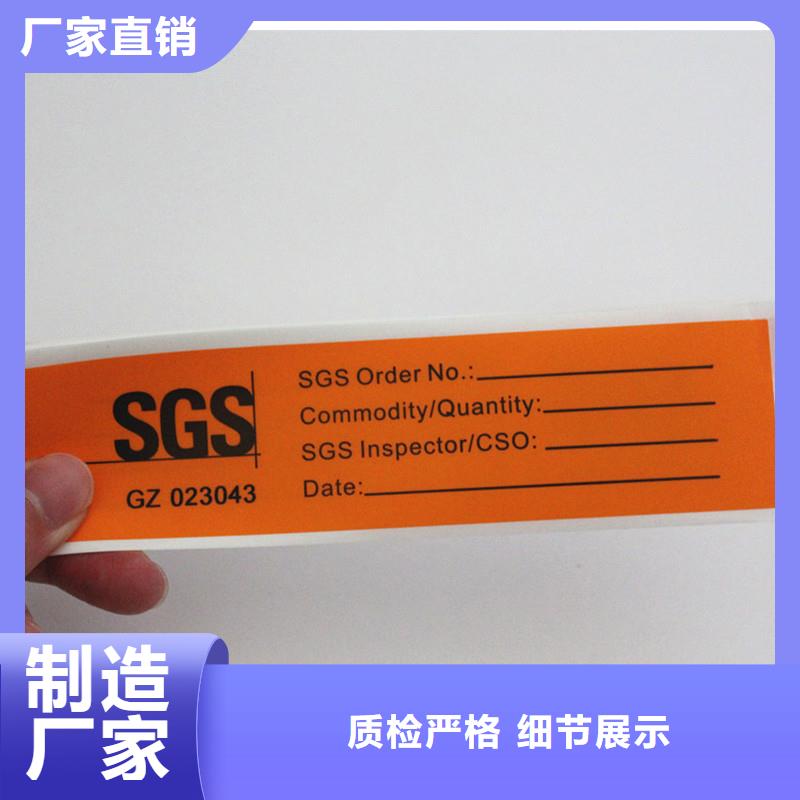 厂家直销
SGS
GZ 023043
SGS Order No.:
Commodity/Quantity:
SGS Inspector/CSO:
Date:
制造
厂家
质检严格 细节展示